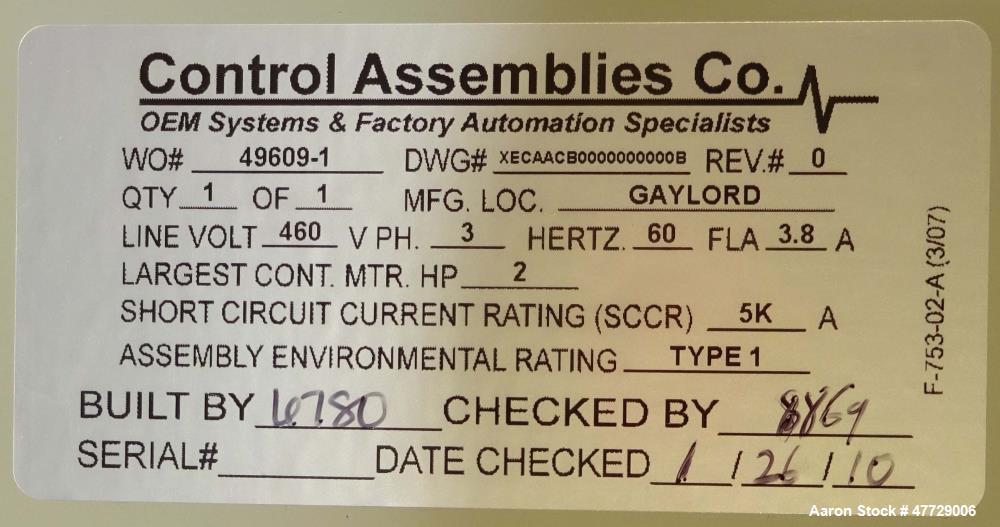 Control Assemblies Co.
OEM Systems & Factory Automation Specialists
WO# 49609-1 DWG# XECAACB0000000000B REV.# 0
QTY 1 OF 1 MFG. LOC. GAYLORD
LINE VOLT 460 V PH. 3 HERTZ. 60 FLA 3.8 A
LARGEST CONT. MTR. HP 2
SHORT CIRCUIT CURRENT RATING (SCCR) 5K A
ASSEMBLY ENVIRONMENTAL RATING TYPE 1
BUILT BY 6780 CHECKED BY
SERIAL# DATE CHECKED 1/26/10
F-753-02-A (3/07)
Aaron Stock # 47729006